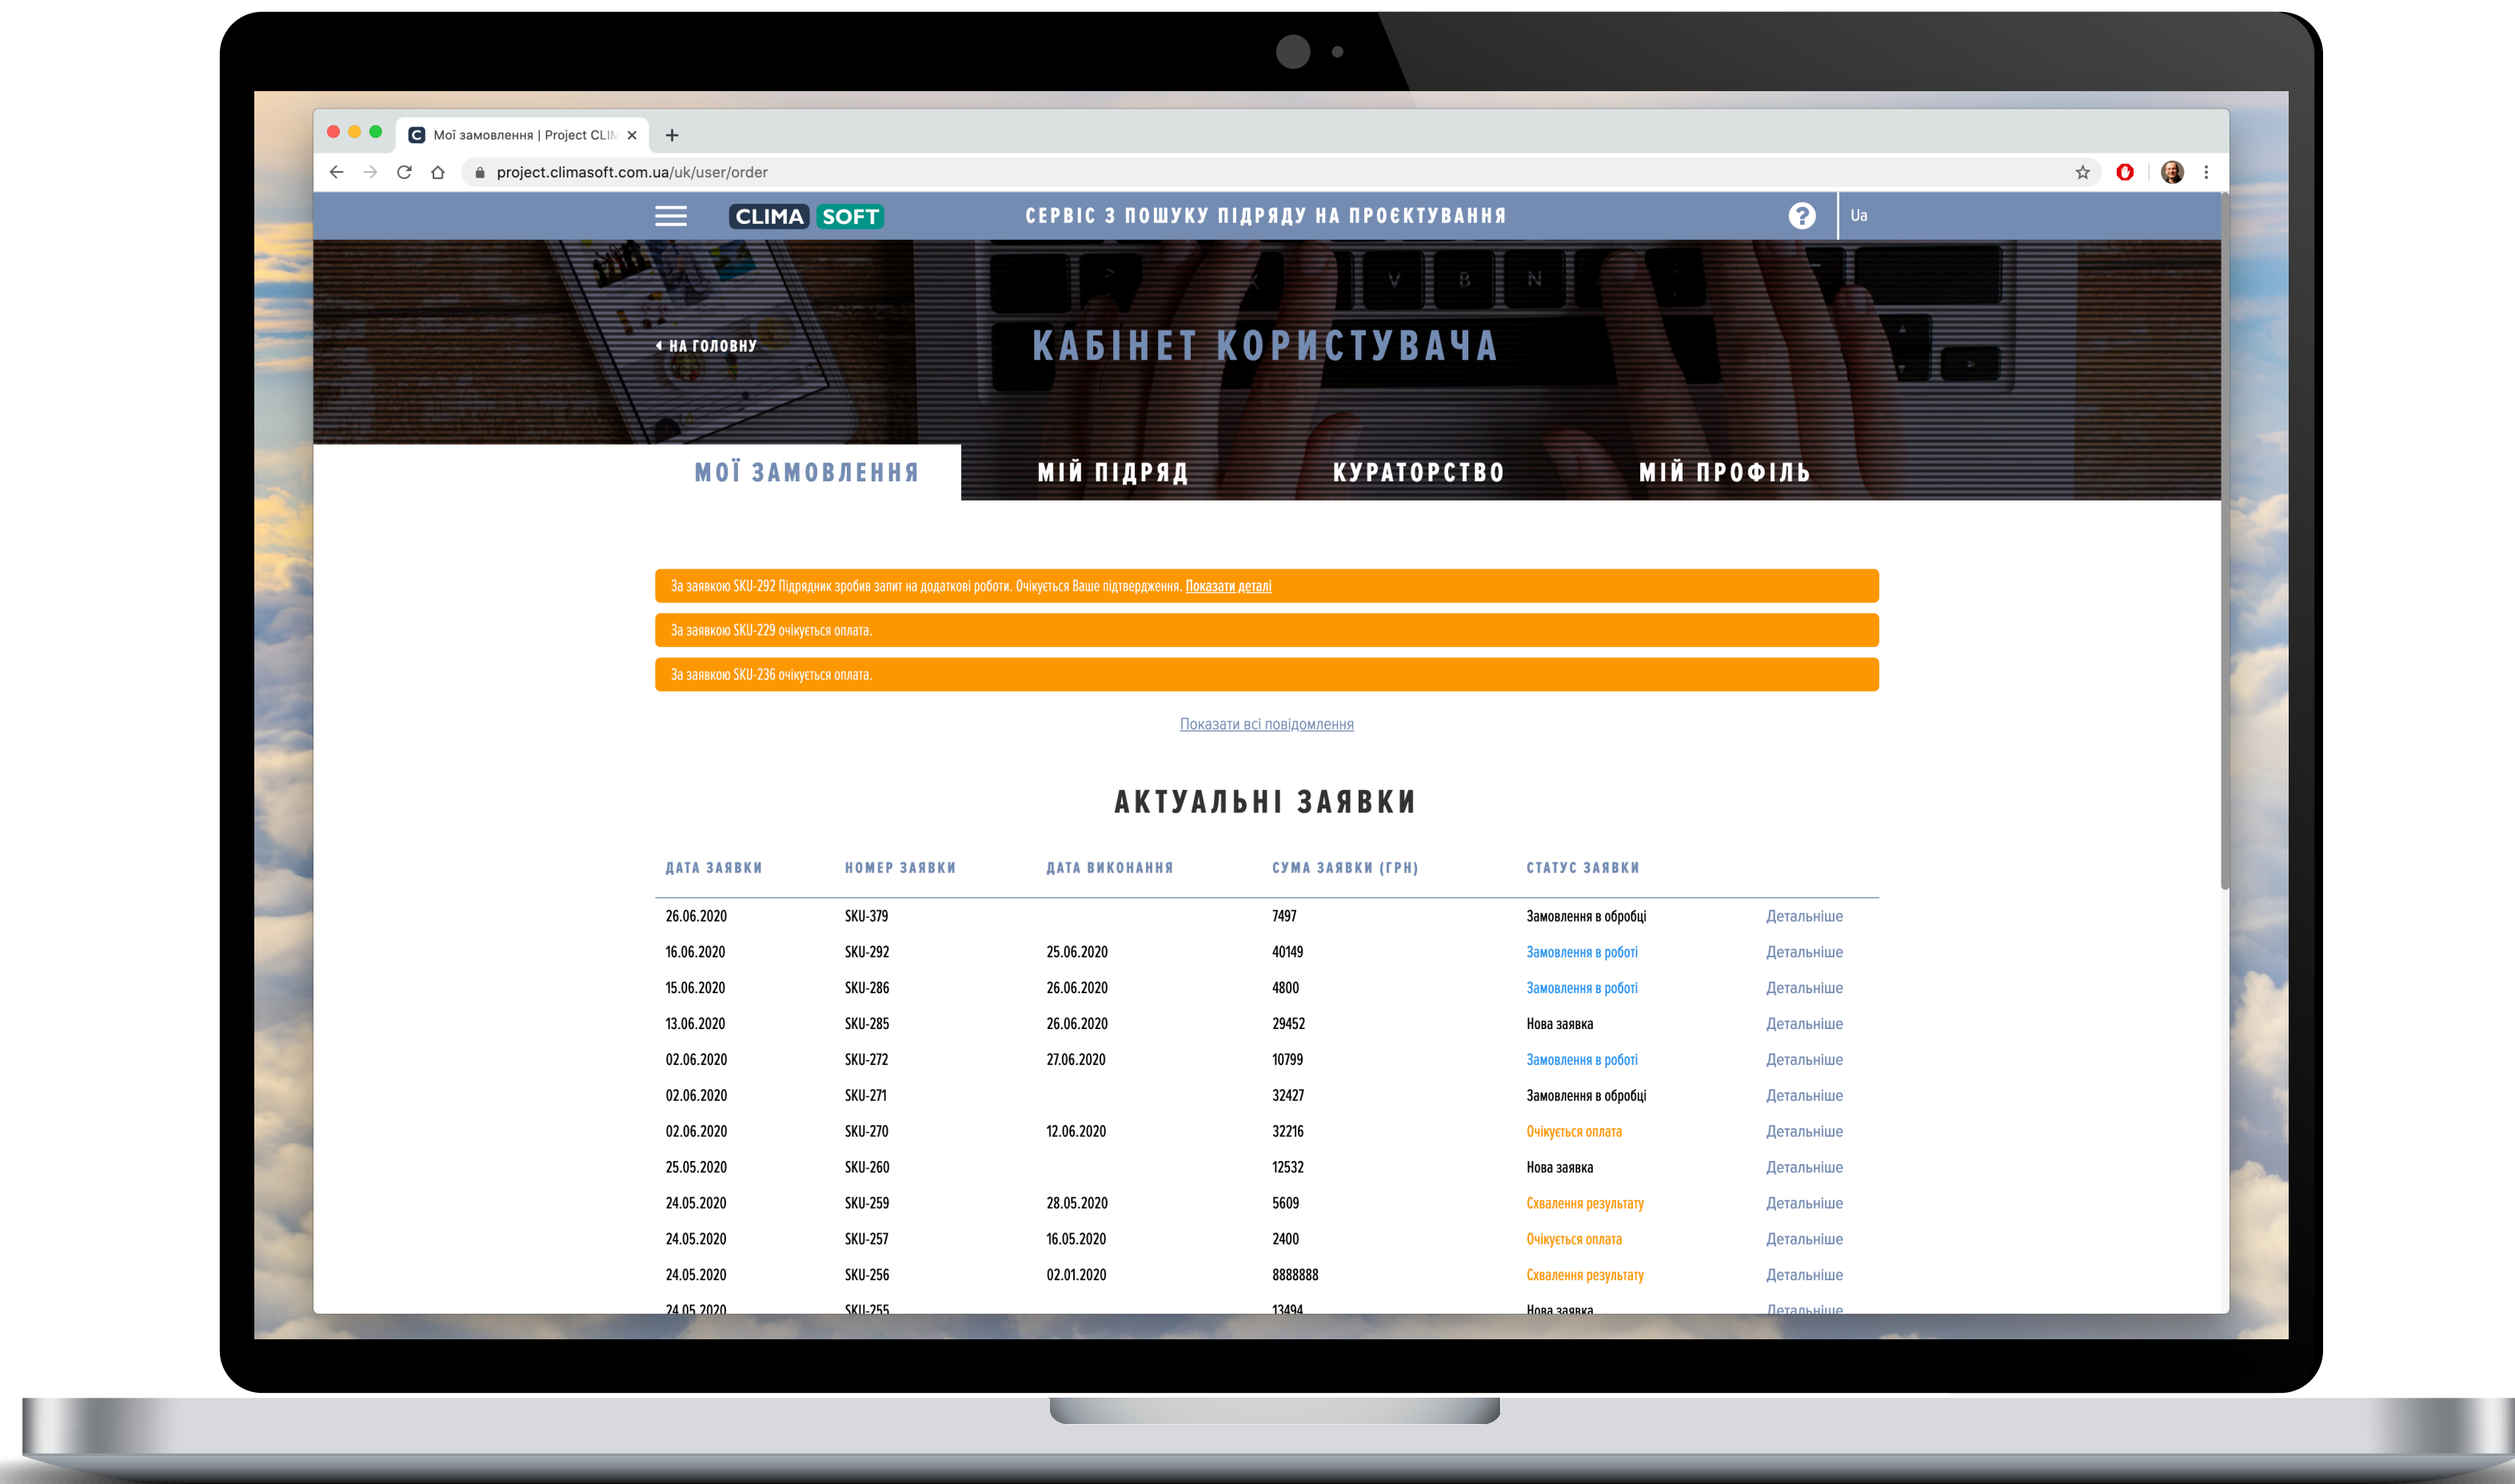 Мої замовлення | Project CLIM
project.climasoft.com.ua/uk/user/order
CLIMA SOFT
СЕРВІС З ПОШУКУ ПІДРЯДУ НА ПРОЄКТУВАННЯ
?
Ua
V B N
НА ГОЛОВНУ
КАБІНЕТ КОРИСТУВАЧА
МОЇ ЗАМОВЛЕННЯ МІЙ ПІДРЯД КУРАТОРСТВО МІЙ ПРОФІЛЬ
За заявкою SKU-292 Підрядник зробив запит на додаткові роботи. Очікується Ваше підтвердження. Показати деталі
За заявкою SKU-229 очікується оплата.
За заявкою SKU-236 очікується оплата.
Показати всі повідомлення
АКТУАЛЬНІ ЗАЯВКИ
ДАТА ЗАЯВКИ НОМЕР ЗАЯВКИ ДАТА ВИКОНАННЯ СУМА ЗАЯВКИ (ГРН) СТАТУС ЗАЯВКИ
26.06.2020 SKU-379 7497 Замовлення в обробці Детальніше
16.06.2020 SKU-292 25.06.2020 40149 Замовлення в роботі Детальніше
15.06.2020 SKU-286 26.06.2020 4800 Замовлення в роботі Детальніше
13.06.2020 SKU-285 26.06.2020 29452 Нова заявка Детальніше
02.06.2020 SKU-272 27.06.2020 10799 Замовлення в роботі Детальніше
02.06.2020 SKU-271 32427 Замовлення в обробці Детальніше
02.06.2020 SKU-270 12.06.2020 32216 Очікується оплата Детальніше
25.05.2020 SKU-260 12532 Нова заявка Детальніше
24.05.2020 SKU-259 28.05.2020 5609 Схвалення результату Детальніше
24.05.2020 SKU-257 16.05.2020 2400 Очікується оплата Детальніше
24.05.2020 SKU-256 02.01.2020 8888888 Схвалення результату Детальніше
24.05.2020 SKU-255 13494 Нова заявка Детальніше